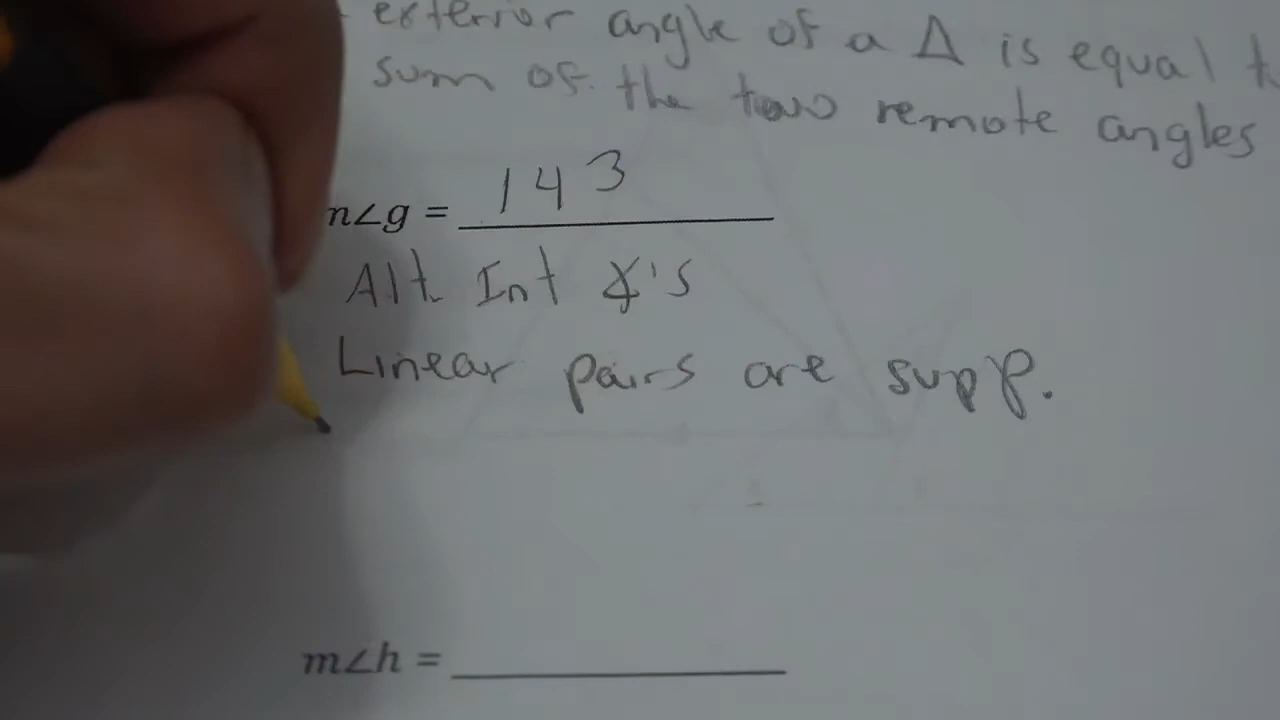 exterior angle of a Δ is equal
sum of the two remote angles
n∠g = 143
Alt. Int ∡'s
Linear pairs are supp.
m∠h =